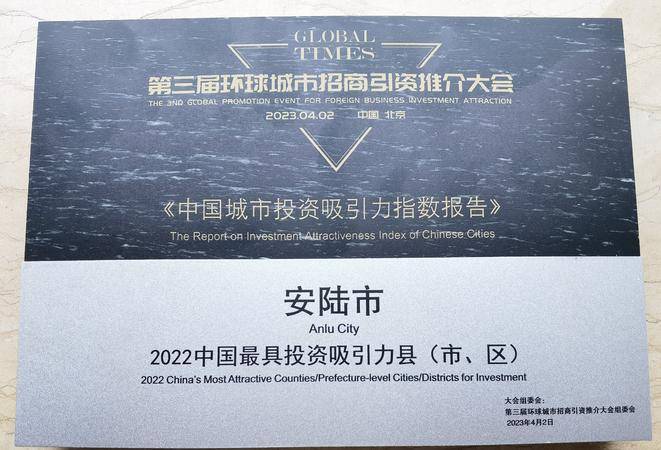 GLOBAL
TIMES
第三届环球城市招商引资推介大会
THE 3ND GLOBAL PROMOTION EVENT FOR FOREIGN BUSINESS INVESTMENT ATTRACTION
2023.04.02 中国 北京
《中国城市投资吸引力指数报告》
The Report on Investment Attractiveness Index of Chinese Cities
安陆市
Anlu City
2022中国最具投资吸引力县（市、区）
2022 China's Most Attractive Counties/Prefecture-level Cities/Districts for Investment
大会组委会：
第三届环球城市招商引资推介大会组委会
2023年4月2日